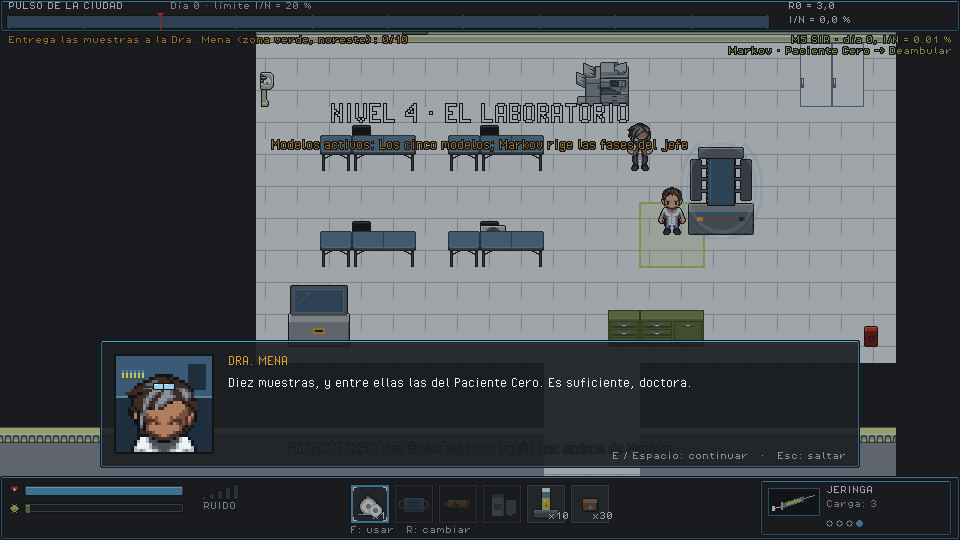 PULSO DE LA CIUDAD
Día 0 · límite I/N = 20 %
R0 = 3,0
I/N = 0,0 %
Entrega las muestras a la Dra. Mena (zona verde, noreste): 0/10
M5 SIR · día 0, I/N = 0.01 %
Markov · Paciente Cero -> Deambular
NIVEL 4 · EL LABORATORIO
Modelos activos: Los cinco modelos; Markov rige las fases del jefe
DRA. MENA
Diez muestras, y entre ellas las del Paciente Cero. Es suficiente, doctora.
E / Espacio: continuar · Esc: saltar
RUIDO
x1
x10
x30
F: usar R: cambiar
JERINGA
Carga: 3